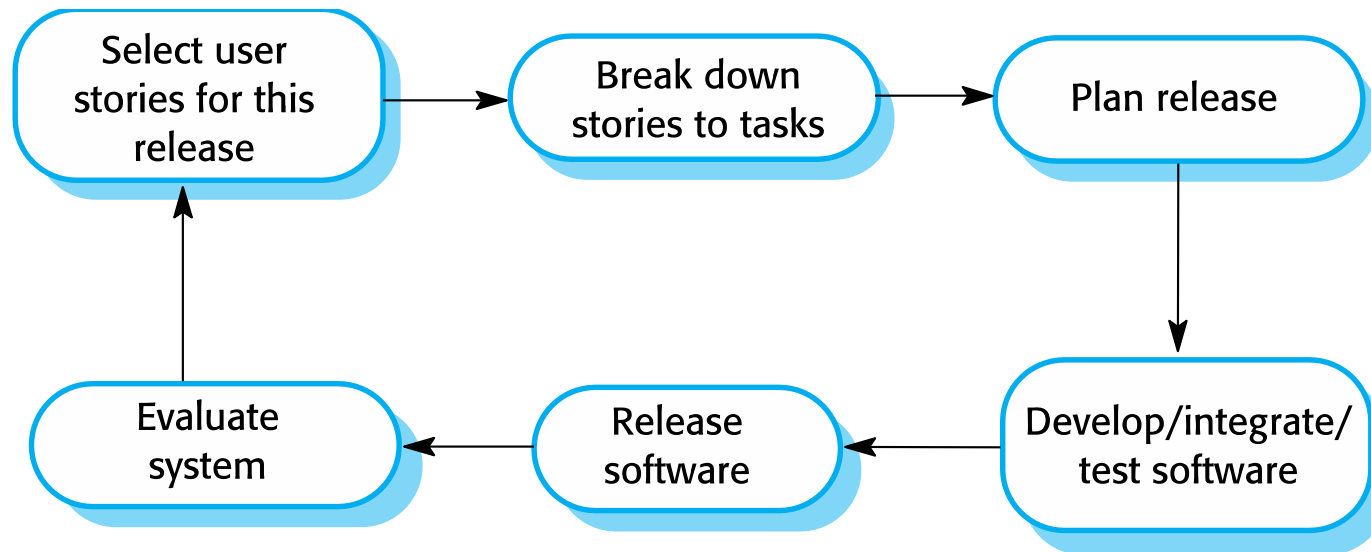 Select user
stories for this
release
Break down
stories to tasks
Plan release
Develop/integrate/
test software
Release
software
Evaluate
system